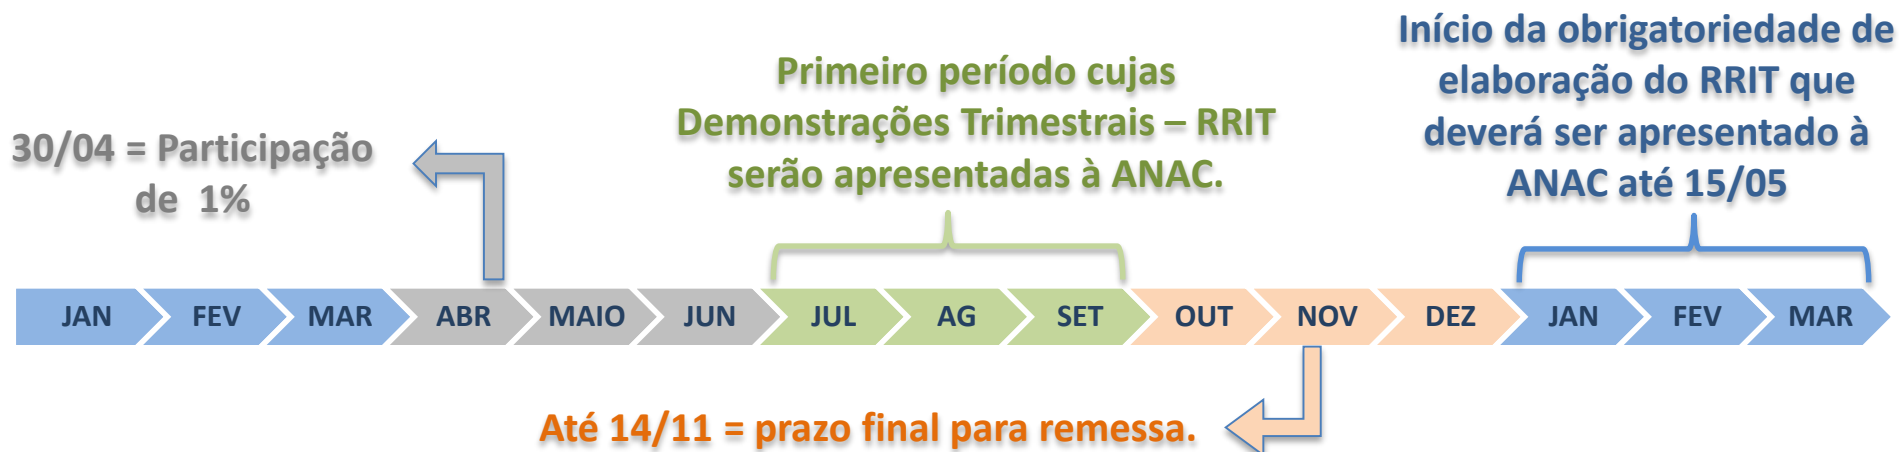 Início da obrigatoriedade de
elaboração do RRIT que
deverá ser apresentado à
ANAC até 15/05
Primeiro período cujas
Demonstrações Trimestrais – RRIT
serão apresentadas à ANAC.
30/04 = Participação
de 1%
JAN FEV MAR ABR MAIO JUN JUL AG SET OUT NOV DEZ JAN FEV MAR
Até 14/11 = prazo final para remessa.